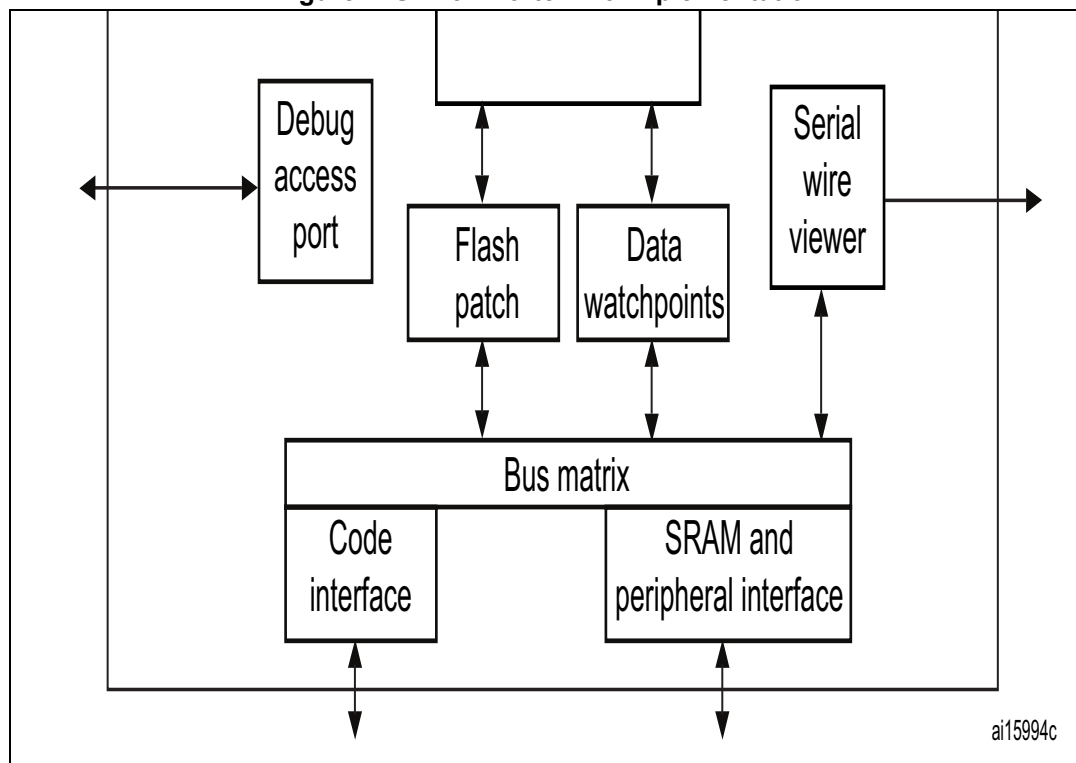 Debug
access
port
Serial
wire
viewer
Flash
patch
Data
watchpoints
Bus matrix
Code
interface
SRAM and
peripheral interface
ai15994c